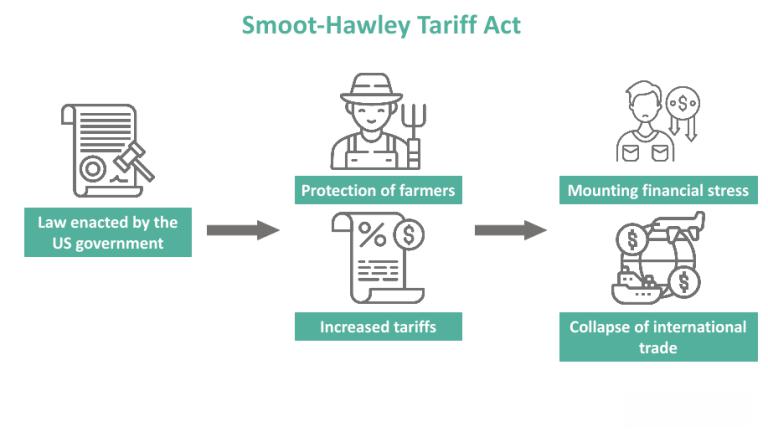 Smoot-Hawley Tariff Act
Law enacted by the
US government
Protection of farmers
Increased tariffs
Mounting financial stress
Collapse of international
trade